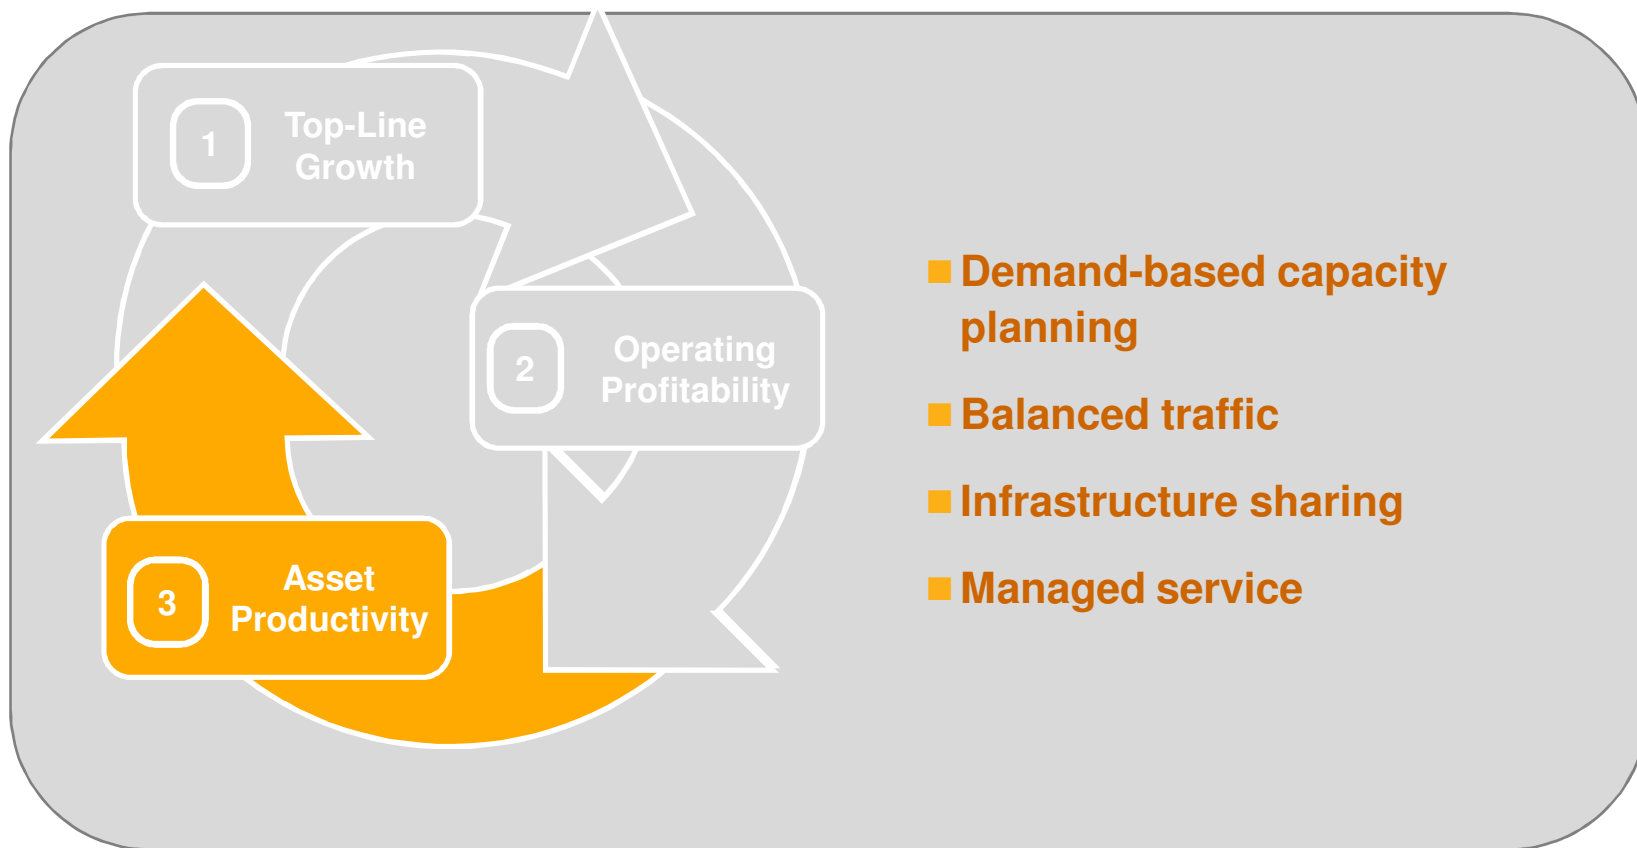 1
Top-Line
Growth
2
Operating
Profitability
3
Asset
Productivity
Demand-based capacity
planning
Balanced traffic
Infrastructure sharing
Managed service